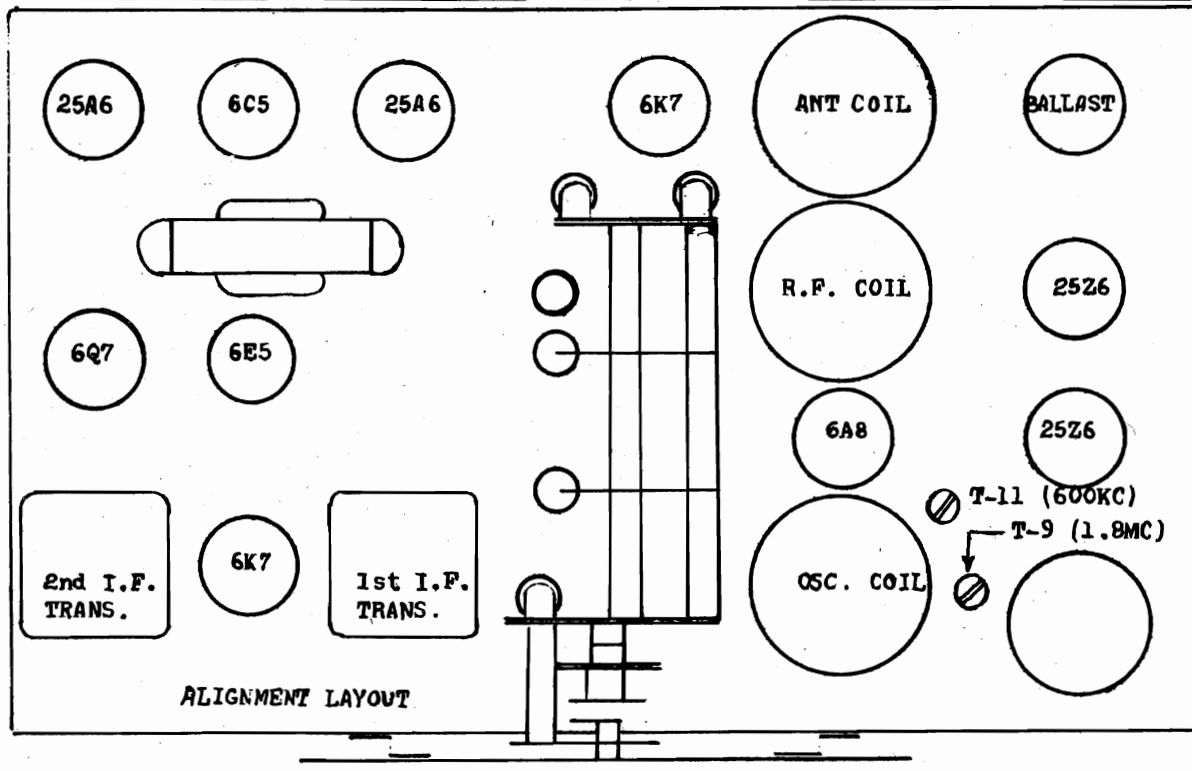 25A6
6C5
25A6
6K7
ANT COIL
BALLAST
R.F. COIL
25Z6
6Q7
6E5
6A8
25Z6
T-11 (600KC)
T-9 (1.8MC)
2nd I.F.
TRANS.
6K7
1st I.F.
TRANS.
OSC. COIL
ALIGNMENT LAYOUT